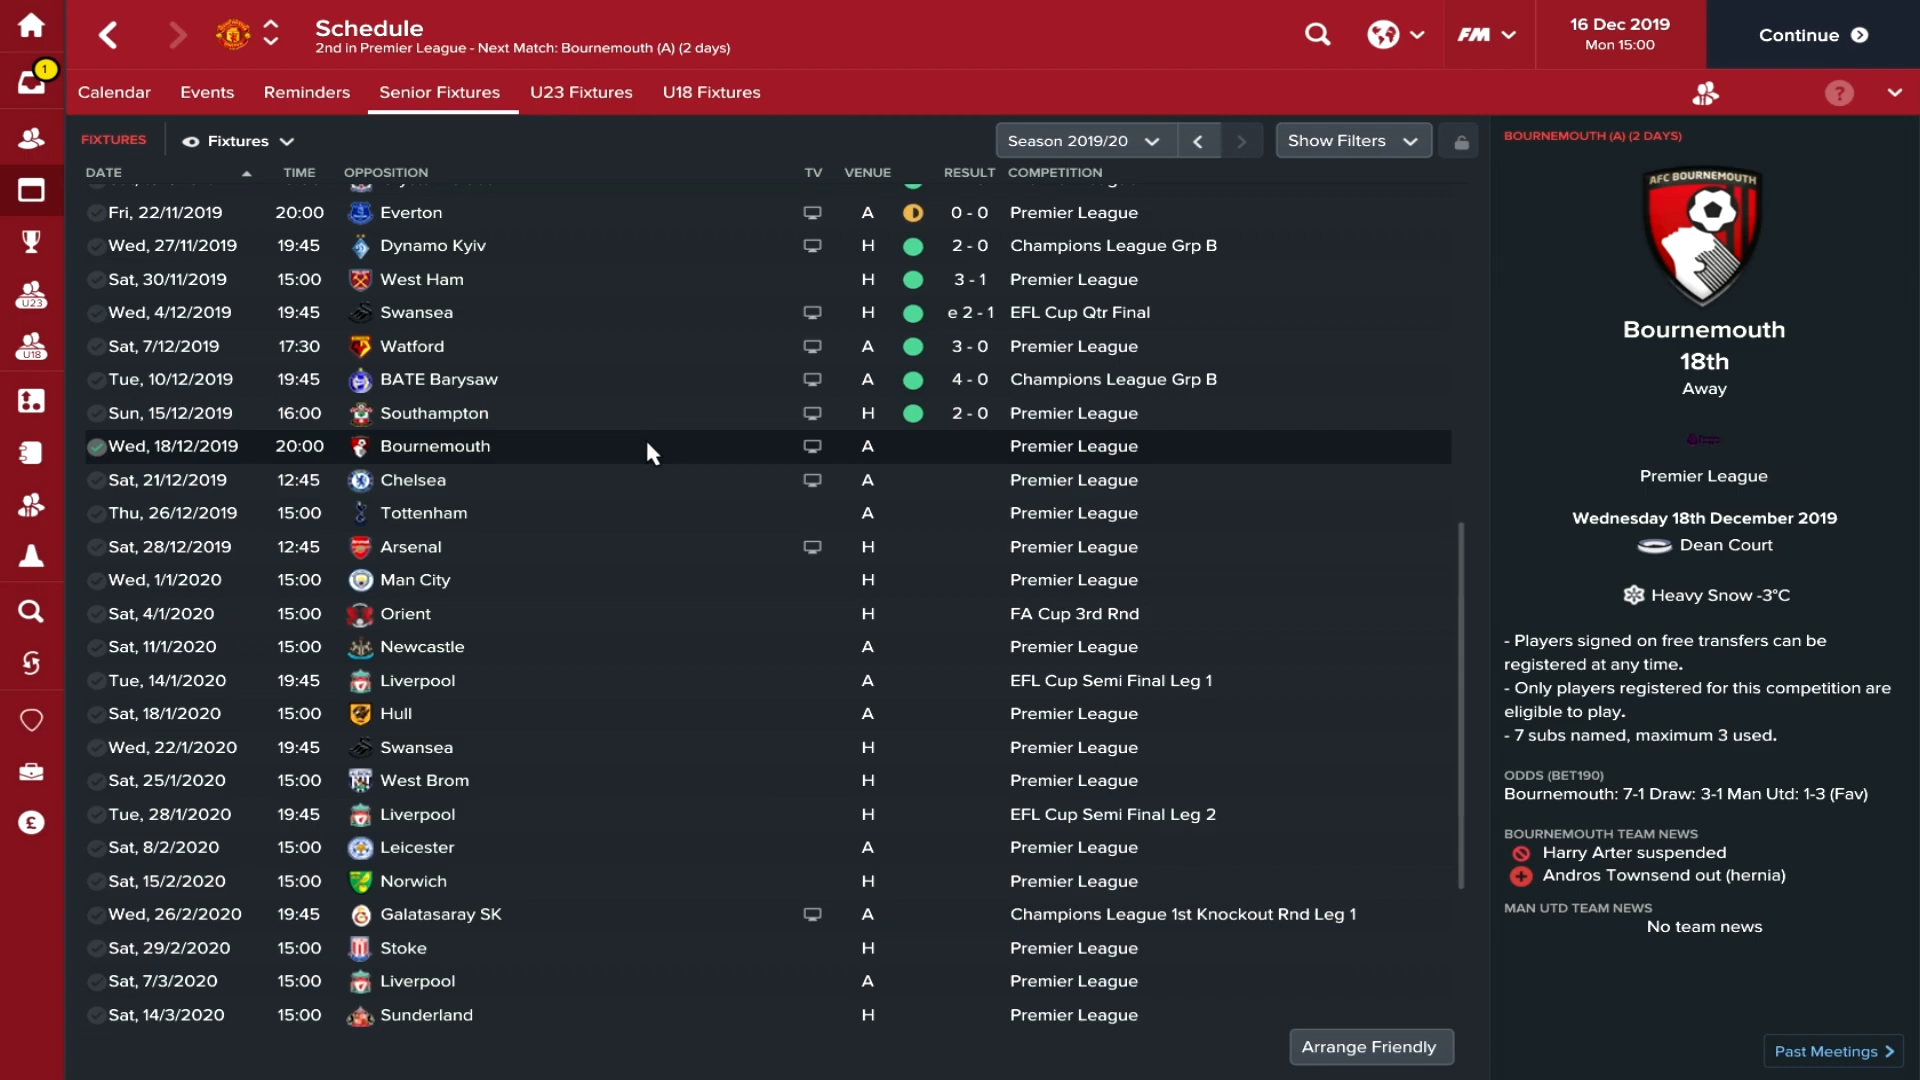 Schedule
2nd in Premier League - Next Match: Bournemouth (A) (2 days)
FM
16 Dec 2019
Mon 15:00
Continue
1
Calendar Events Reminders Senior Fixtures U23 Fixtures U18 Fixtures
?
FIXTURES Fixtures Season 2019/20 Show Filters
DATE TIME OPPOSITION TV VENUE RESULT COMPETITION
Fri, 22/11/2019 20:00 Everton A 0 - 0 Premier League
Wed, 27/11/2019 19:45 Dynamo Kyiv H 2 - 0 Champions League Grp B
Sat, 30/11/2019 15:00 West Ham H 3 - 1 Premier League
Wed, 4/12/2019 19:45 Swansea H e 2 - 1 EFL Cup Qtr Final
Sat, 7/12/2019 17:30 Watford A 3 - 0 Premier League
Tue, 10/12/2019 19:45 BATE Barysaw A 4 - 0 Champions League Grp B
Sun, 15/12/2019 16:00 Southampton H 2 - 0 Premier League
Wed, 18/12/2019 20:00 Bournemouth A Premier League
Sat, 21/12/2019 12:45 Chelsea A Premier League
Thu, 26/12/2019 15:00 Tottenham A Premier League
Sat, 28/12/2019 12:45 Arsenal H Premier League
Wed, 1/1/2020 15:00 Man City H Premier League
Sat, 4/1/2020 15:00 Orient H FA Cup 3rd Rnd
Sat, 11/1/2020 15:00 Newcastle A Premier League
Tue, 14/1/2020 19:45 Liverpool A EFL Cup Semi Final Leg 1
Sat, 18/1/2020 15:00 Hull A Premier League
Wed, 22/1/2020 19:45 Swansea H Premier League
Sat, 25/1/2020 15:00 West Brom H Premier League
Tue, 28/1/2020 19:45 Liverpool H EFL Cup Semi Final Leg 2
Sat, 8/2/2020 15:00 Leicester A Premier League
Sat, 15/2/2020 15:00 Norwich H Premier League
Wed, 26/2/2020 19:45 Galatasaray SK A Champions League 1st Knockout Rnd Leg 1
Sat, 29/2/2020 15:00 Stoke H Premier League
Sat, 7/3/2020 15:00 Liverpool A Premier League
Sat, 14/3/2020 15:00 Sunderland H Premier League
Arrange Friendly
U23
U18
£
BOURNEMOUTH (A) (2 DAYS)
AFC BOURNEMOUTH
Bournemouth
18th
Away
Premier League
Wednesday 18th December 2019
Dean Court
Heavy Snow -3°C
- Players signed on free transfers can be
registered at any time.
- Only players registered for this competition are
eligible to play.
- 7 subs named, maximum 3 used.
ODDS (BET190)
Bournemouth: 7-1 Draw: 3-1 Man Utd: 1-3 (Fav)
BOURNEMOUTH TEAM NEWS
Harry Arter suspended
Andros Townsend out (hernia)
MAN UTD TEAM NEWS
No team news
Past Meetings